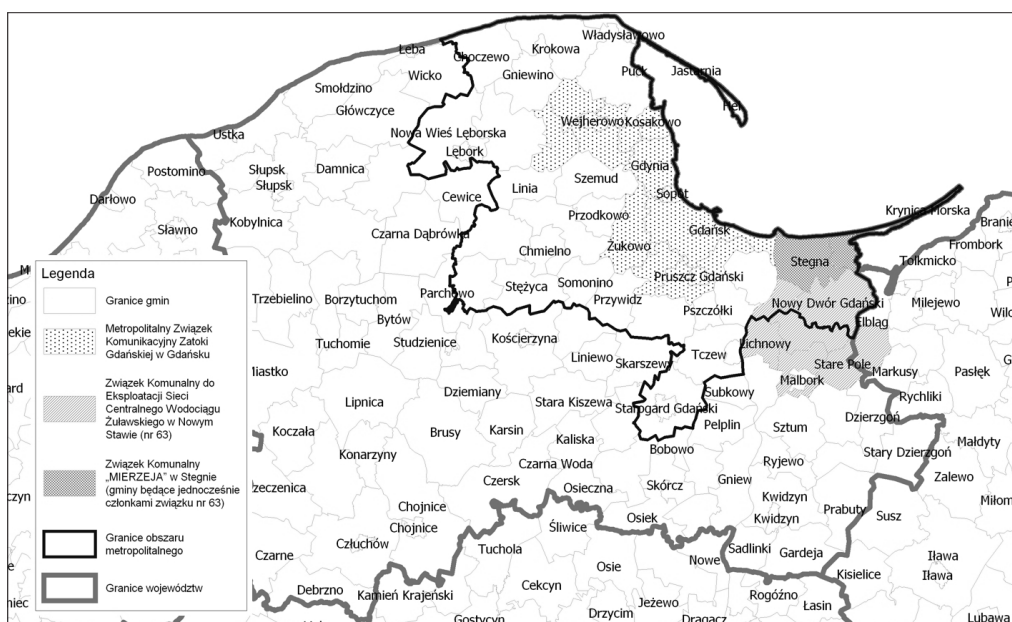 Władysławowo
Krokowa
Łeba
Choczewo
Puck
Jastarnia
Wicko
Gniewino
Smołdzino
Hel
Główczyce
Wejherowo
Kosakowo
Ustka
Nowa Wieś Lęborska
Lębork
Postomino
Słupsk
Damnica
Gdynia
Słupsk
Szemud
Linia
Sopot
Darłowo
Cewice
Krynica Morska
Przodkowo
Kobylnica
Sławno
Gdańsk
Czarna Dąbrówka
Żukowo
Frombork
Chmielno
Stegna
Tolkmicko
Legenda
Pruszcz Gdański
Stężyca
Somonino
Parchowo
Granice gmin
Trzebielino
Borzytuchom
Przywidz
Nowy Dwór Gdański
Milejewo
Pszczółki
Bytów
Elbląg
Metropolitalny Związek
Komunikacyjny Zatoki
Gdańskiej w Gdańsku
Kościerzyna
Tuchomie
Studzienice
Lichnowy
Tczew
Liniewo
Skarszewy
Stare Pole
Markusy
Pasłęk
Miastko
Malbork
Związek Komunalny do
Eksploatacji Sieci
Centralnego Wodociągu
Żuławskiego w Nowym
Stawie (nr 63)
Dziemiany
Subkowy
Rychliki
Lipnica
Stara Kiszewa
Starogard Gdański
Dzierzgoń
Pelplin
Koczała
Brusy
Karsin
Sztum
Kaliska
Małdyty
Bobowo
Konarzyny
Stary Dzierzgoń
Czarna Woda
Ryjewo
Związek Komunalny
„MIERZEJA” w Stegnie
(gminy będące jednocześnie
członkami związku nr 63)
Zalewo
Czersk
Osieczna
Skórcz
Gniew
Chojnice
Kwidzyn
Prabuty
Osiek
Susz
Kwidzyn
Chojnice
Śliwice
Granice obszaru
metropolitalnego
Człuchów
Tuchola
Sadlinki
Gardeja
Czarne
Nowe
Iława
Osie
Kisielice
Iława
Granice województw
Debrzno
Kamień Krajeński
Cekcyn
Rogoźno
Jeżewo
Łasin
Drzycim
Gostycyn
Dragacz
Lubawa